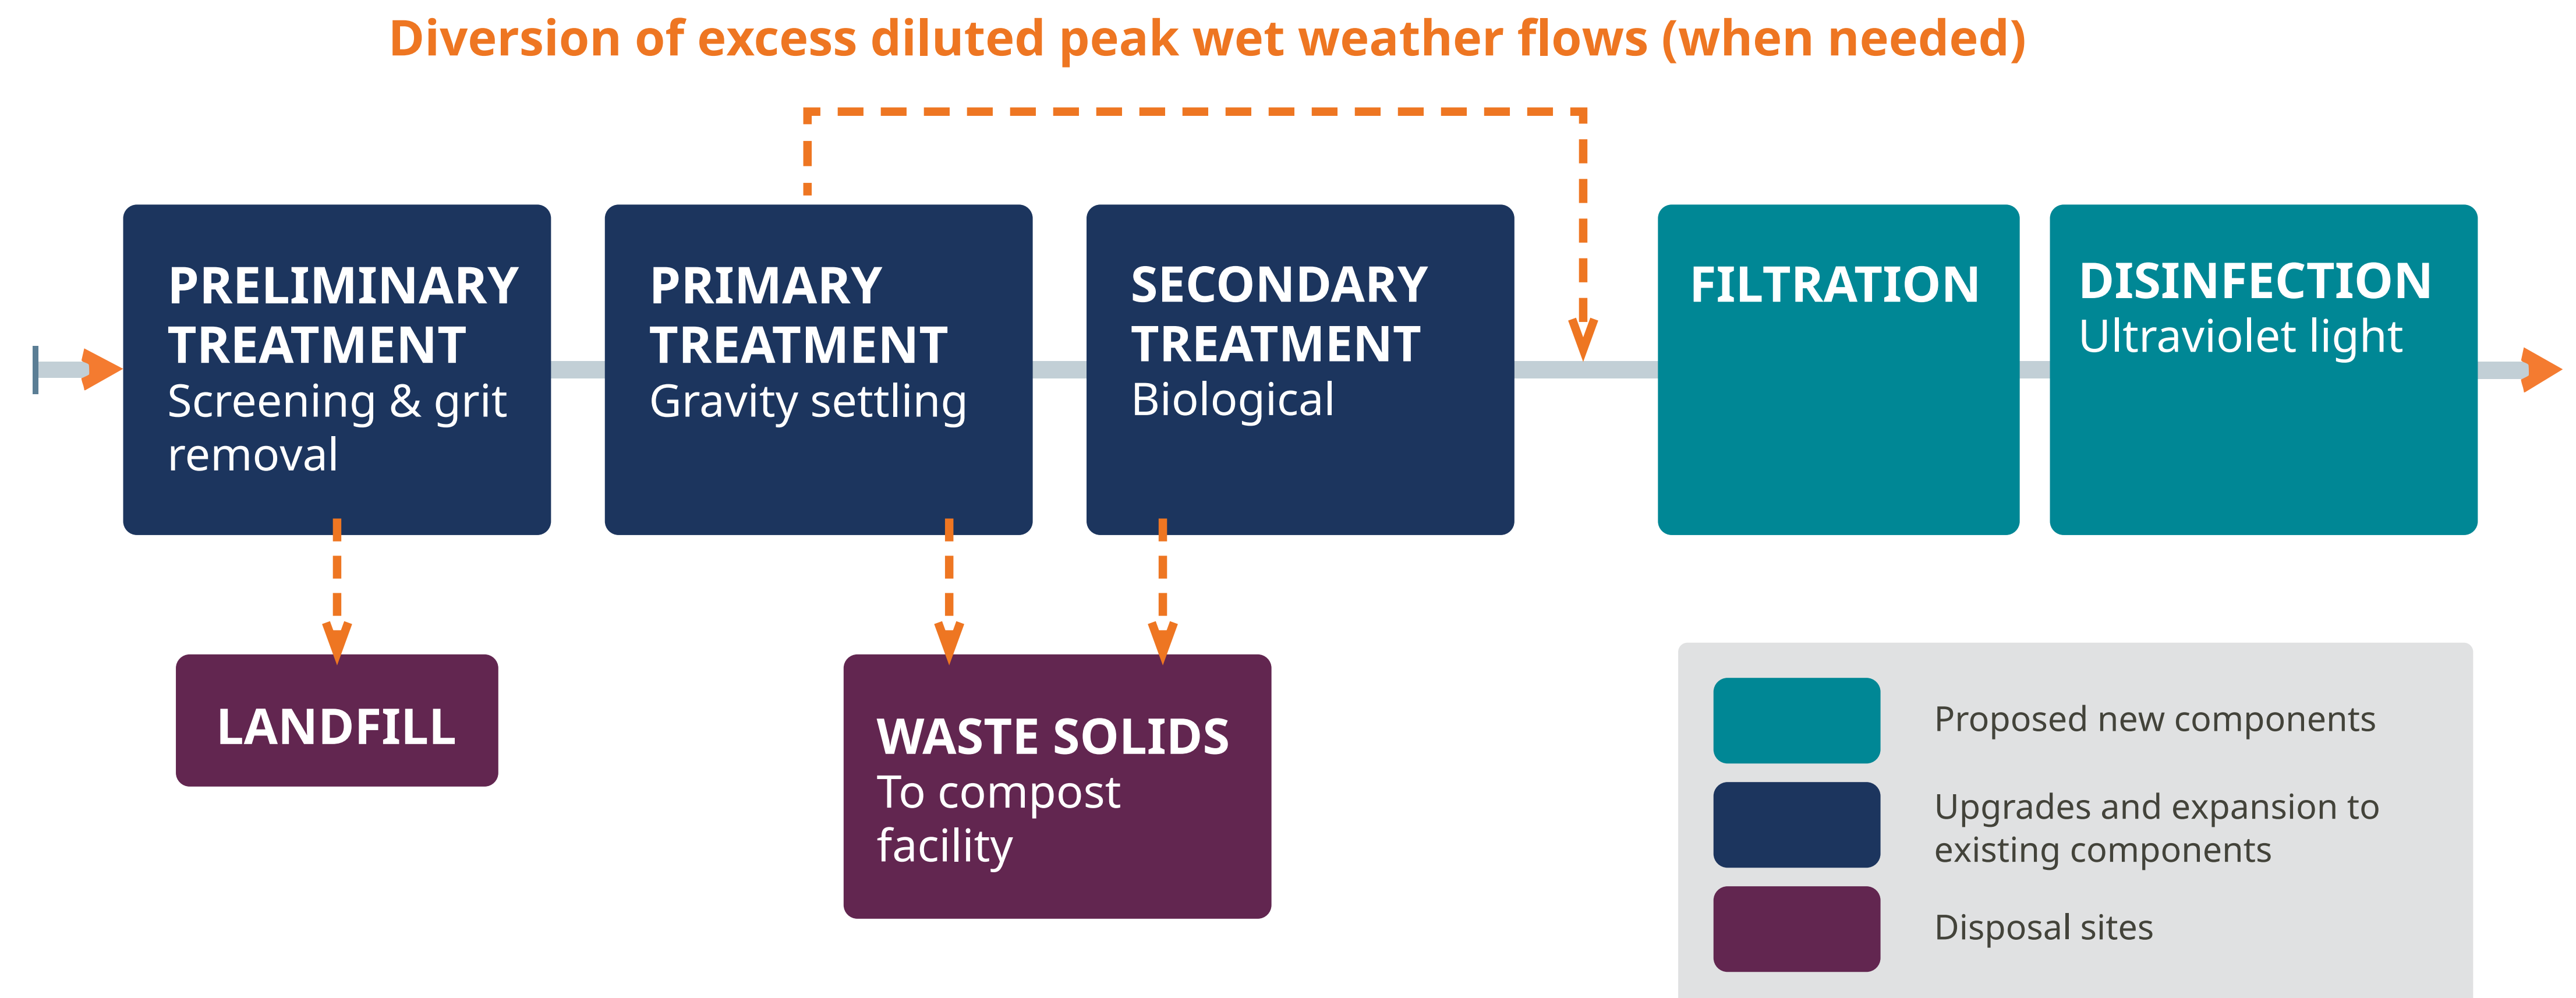 Diversion of excess diluted peak wet weather flows (when needed)
PRELIMINARY
TREATMENT
Screening & grit
removal
PRIMARY
TREATMENT
Gravity settling
SECONDARY
TREATMENT
Biological
FILTRATION
DISINFECTION
Ultraviolet light
LANDFILL
WASTE SOLIDS
To compost
facility
Proposed new components
Upgrades and expansion to
existing components
Disposal sites